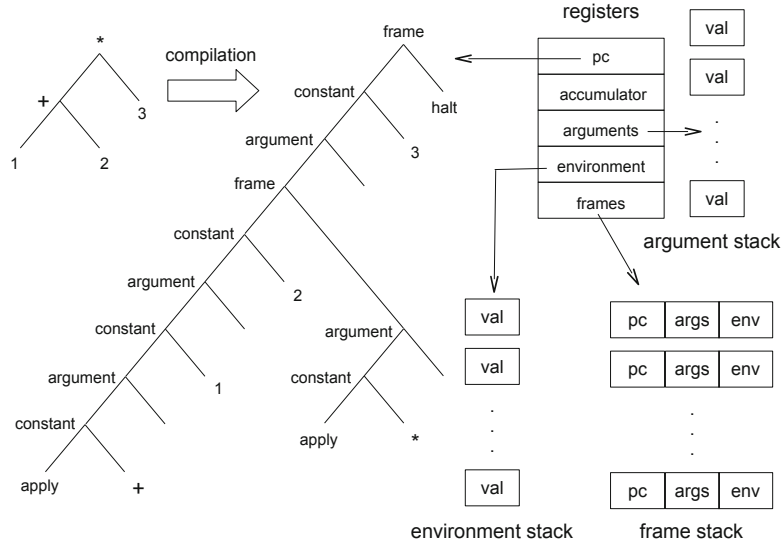 registers
frame
val
*
compilation
pc
constant
val
accumulator
+
3
halt
argument
arguments
.
.
.
1
2
3
frame
environment
val
frames
constant
argument stack
argument
2
val
pc args env
constant
argument
argument
1
val
pc args env
constant
constant
.
.
.
.
.
.
apply
*
apply
+
val
pc args env
environment stack
frame stack